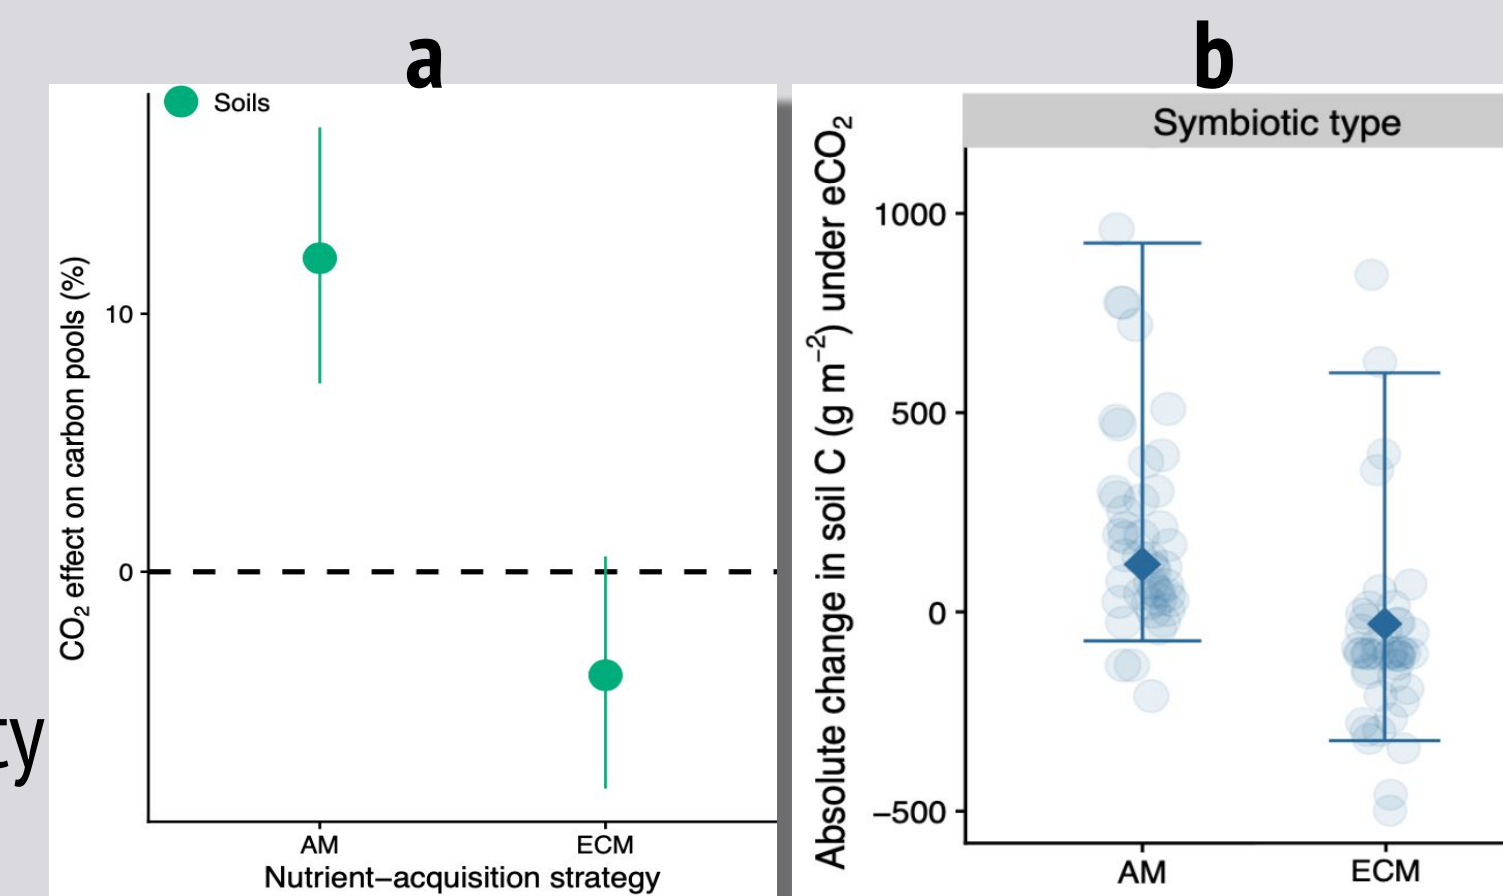 a
Soils
CO₂ effect on carbon pools (%)
10
0
AM
ECM
Nutrient–acquisition strategy
b
Symbiotic type
Absolute change in soil C (g m⁻²) under eCO₂
1000
500
0
−500
AM
ECM
ty